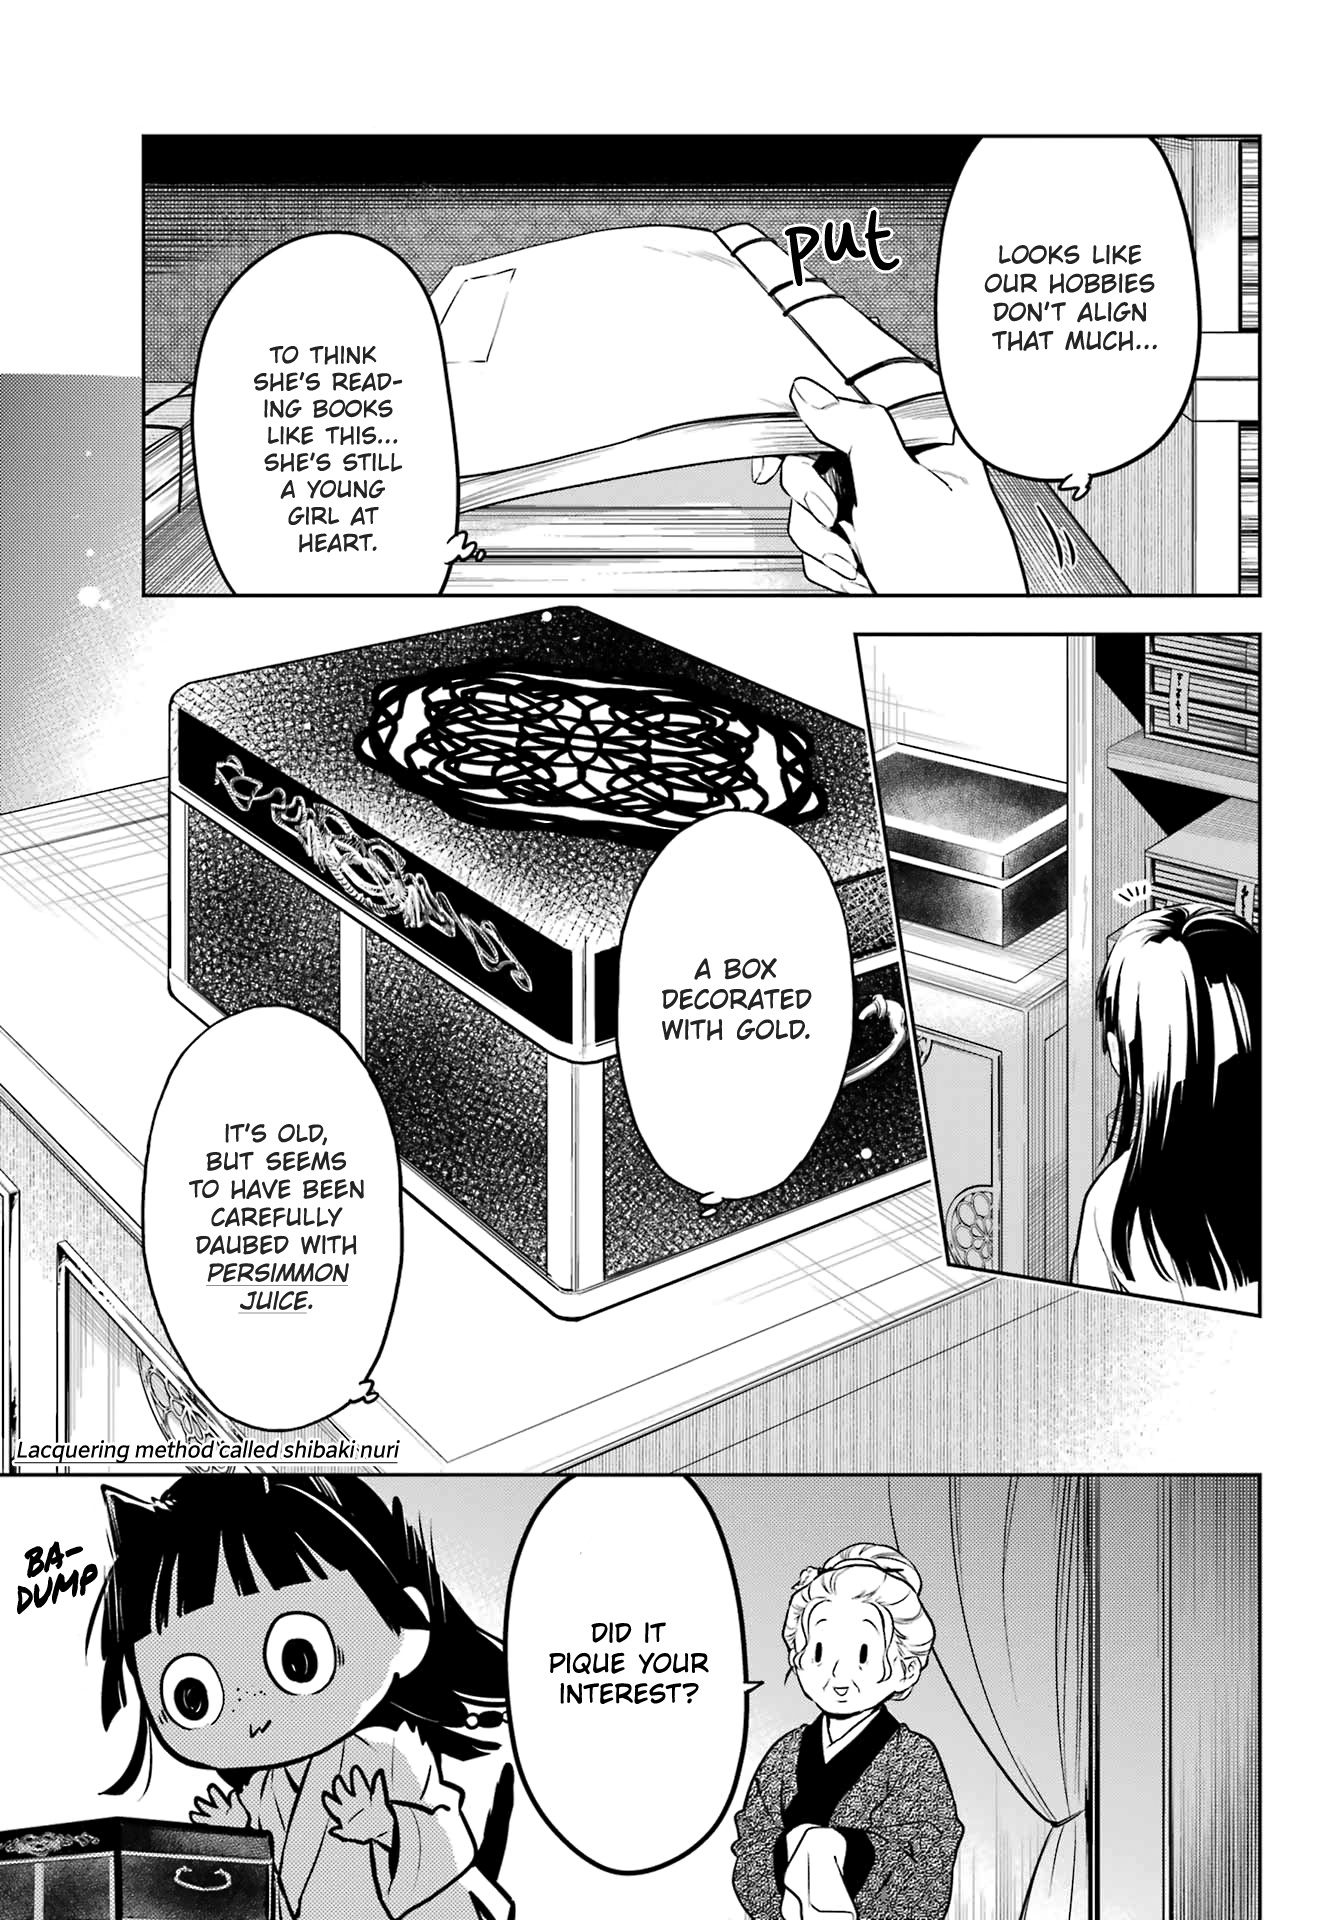 LOOKS LIKE
OUR HOBBIES
DON'T ALIGN
THAT MUCH...
put
TO THINK
SHE'S READ-
ING BOOKS
LIKE THIS...
SHE'S STILL
A YOUNG
GIRL AT
HEART.
A BOX
DECORATED
WITH GOLD.
IT'S OLD,
BUT SEEMS
TO HAVE BEEN
CAREFULLY
DAUBED WITH
PERSIMMON
JUICE.
Lacquering method called shibaki nuri
DID IT
PIQUE YOUR
INTEREST?
BA-
DUMP